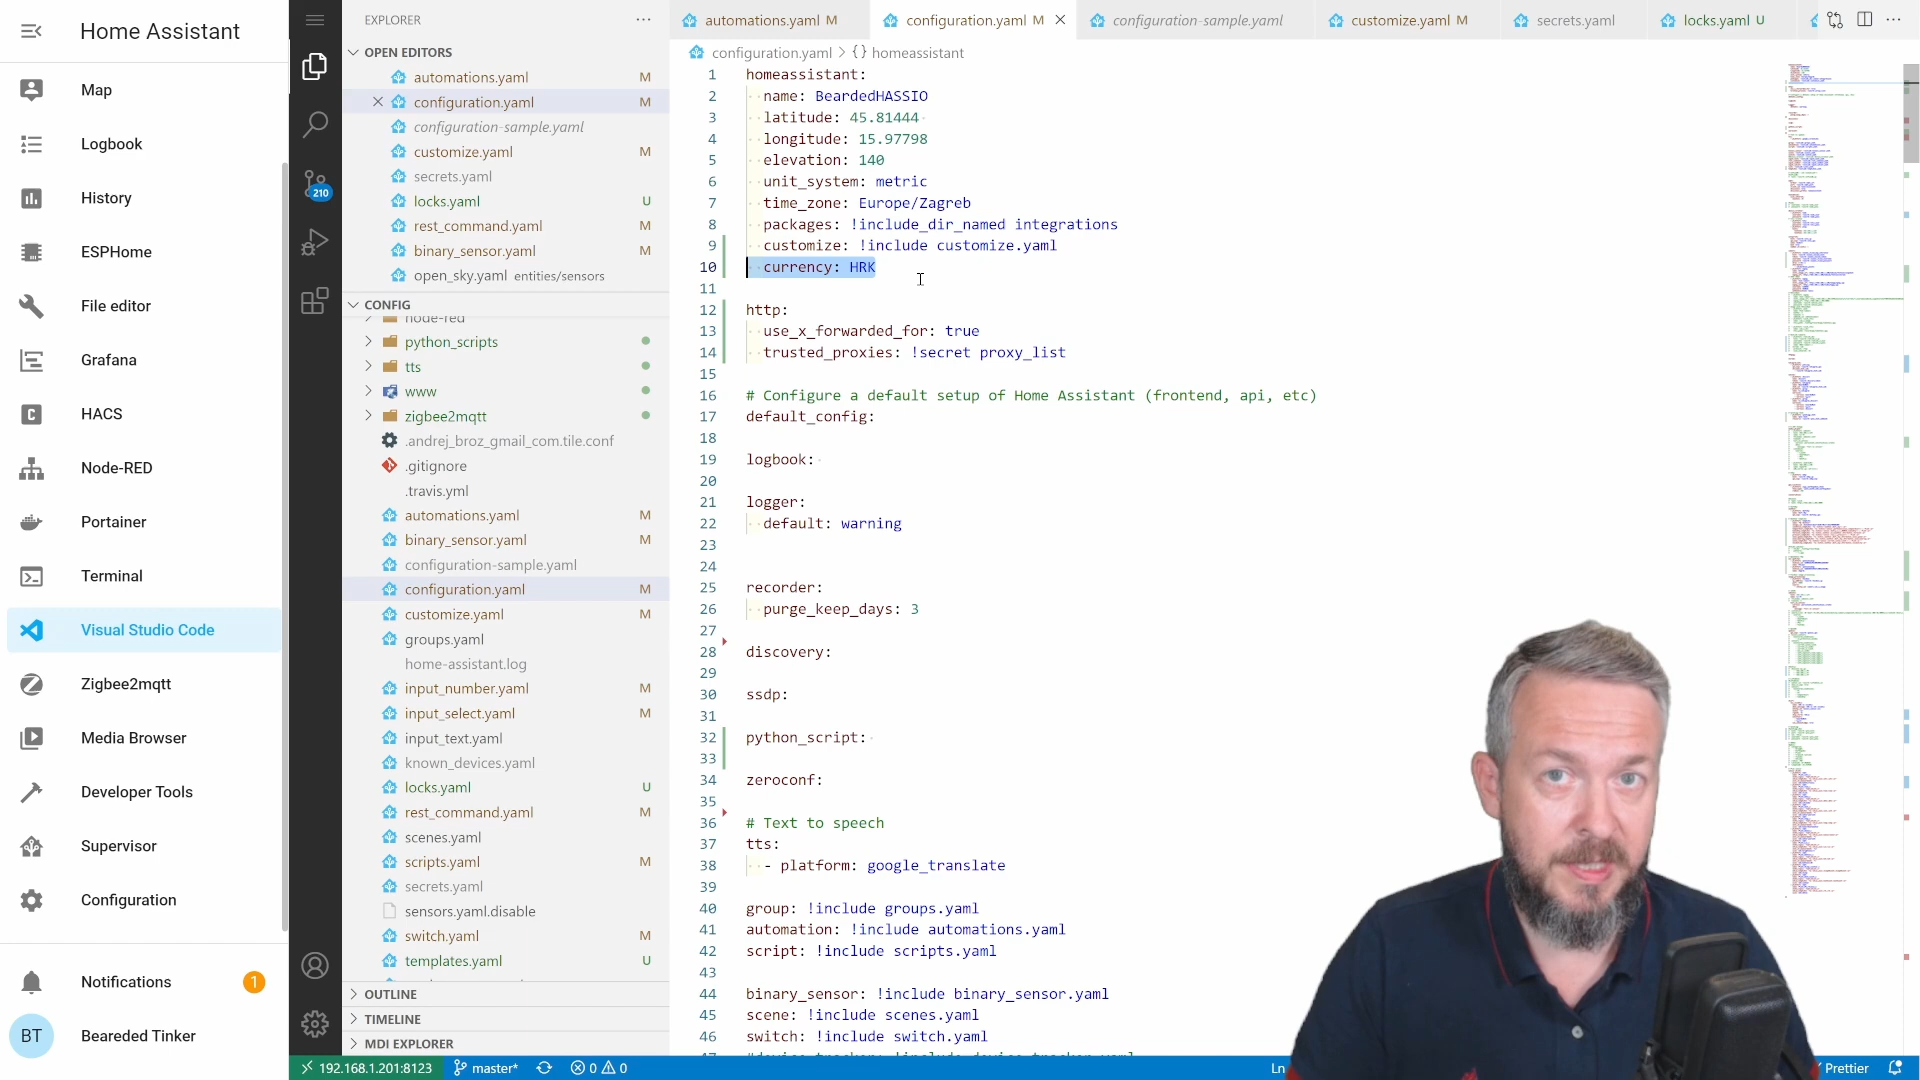 Home Assistant
Map
Logbook
History
ESPHome
File editor
Grafana
HACS
Node-RED
Portainer
Terminal
Visual Studio Code
Zigbee2mqtt
Media Browser
Developer Tools
Supervisor
Configuration
Notifications 1
BT Beareded Tinker
210
EXPLORER
OPEN EDITORS
automations.yaml M
configuration.yaml M
configuration-sample.yaml
customize.yaml M
secrets.yaml
locks.yaml U
rest_command.yaml M
binary_sensor.yaml M
open_sky.yaml entities/sensors
CONFIG
node-red
python_scripts
tts
www
zigbee2mqtt
.andrej_broz_gmail_com.tile.conf
.gitignore
.travis.yml
automations.yaml M
binary_sensor.yaml M
configuration-sample.yaml
configuration.yaml M
customize.yaml M
groups.yaml
home-assistant.log
input_number.yaml M
input_select.yaml M
input_text.yaml
known_devices.yaml
locks.yaml U
rest_command.yaml M
scenes.yaml
scripts.yaml M
secrets.yaml
sensors.yaml.disable
switch.yaml M
templates.yaml U
OUTLINE
TIMELINE
MDI EXPLORER
automations.yaml M configuration.yaml M configuration-sample.yaml customize.yaml M secrets.yaml locks.yaml U
configuration.yaml > {} homeassistant
1 homeassistant:
2 name: BeardedHASSIO
3 latitude: 45.81444
4 longitude: 15.97798
5 elevation: 140
6 unit_system: metric
7 time_zone: Europe/Zagreb
8 packages: !include_dir_named integrations
9 customize: !include customize.yaml
10 currency: HRK
11
12 http:
13 use_x_forwarded_for: true
14 trusted_proxies: !secret proxy_list
15
16 # Configure a default setup of Home Assistant (frontend, api, etc)
17 default_config:
18
19 logbook:
20
21 logger:
22 default: warning
23
24
25 recorder:
26 purge_keep_days: 3
27
28 discovery:
29
30 ssdp:
31
32 python_script:
33
34 zeroconf:
35
36 # Text to speech
37 tts:
38 - platform: google_translate
39
40 group: !include groups.yaml
41 automation: !include automations.yaml
42 script: !include scripts.yaml
43
44 binary_sensor: !include binary_sensor.yaml
45 scene: !include scenes.yaml
46 switch: !include switch.yaml
47 #device_tracker: !include device_tracker.yaml
192.168.1.201:8123 master* 0 0 Ln Prettier